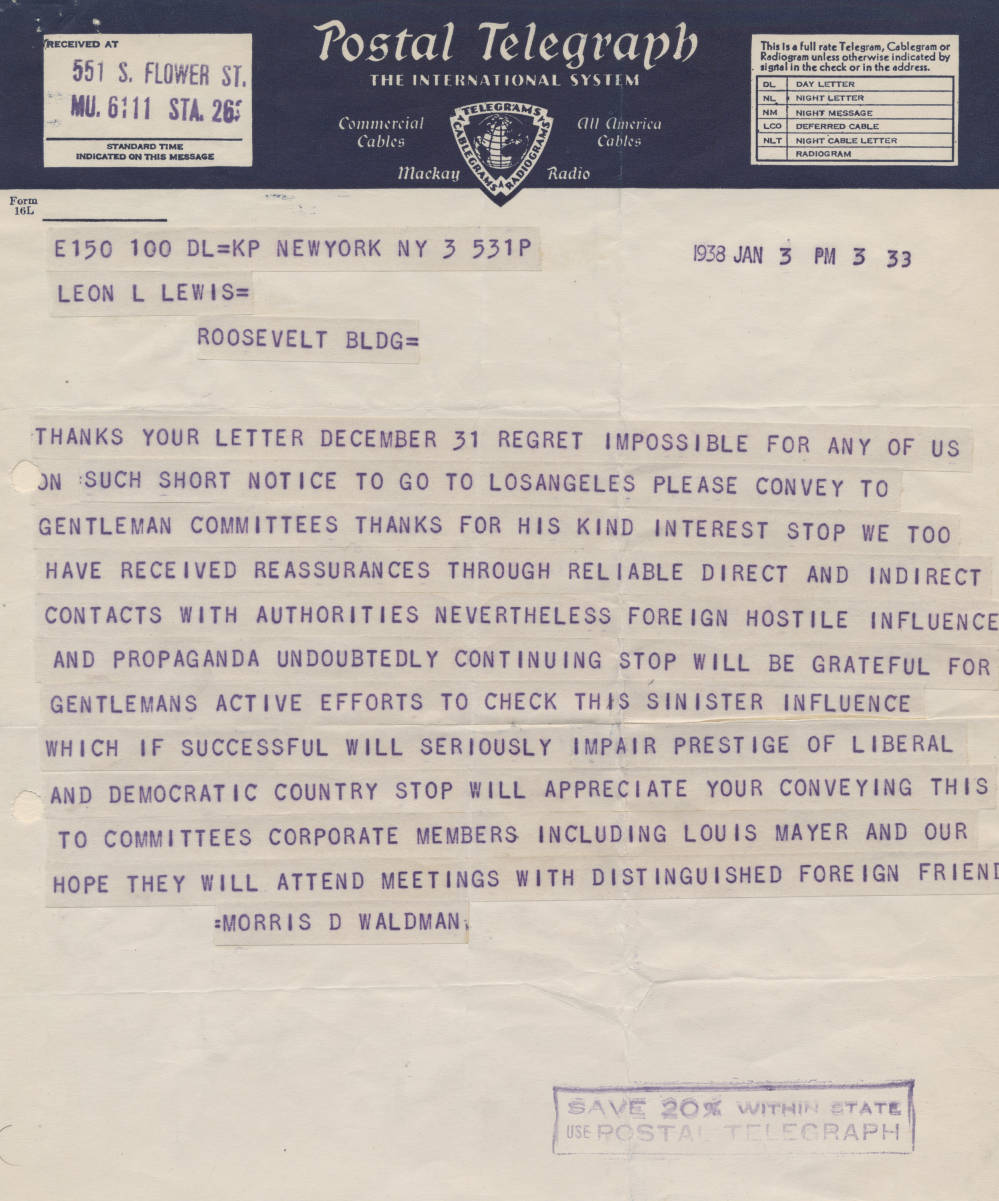 RECEIVED AT
551 S. FLOWER ST.
MU. 6111 STA. 263
STANDARD TIME
INDICATED ON THIS MESSAGE
Postal Telegraph
THE INTERNATIONAL SYSTEM
Commercial Cables
All America Cables
TELEGRAMS
CABLEGRAMS
RADIOGRAMS
Mackay Radio
This is a full rate Telegram, Cablegram or
Radiogram unless otherwise indicated by
signal in the check or in the address.
DL DAY LETTER
NL NIGHT LETTER
NM NIGHT MESSAGE
LCO DEFERRED CABLE
NLT NIGHT CABLE LETTER
RADIOGRAM
Form
16L
E150 100 DL=KP NEWYORK NY 3 531P
1938 JAN 3 PM 3 33
LEON L LEWIS=
ROOSEVELT BLDG=
THANKS YOUR LETTER DECEMBER 31 REGRET IMPOSSIBLE FOR ANY OF US
ON SUCH SHORT NOTICE TO GO TO LOSANGELES PLEASE CONVEY TO
GENTLEMAN COMMITTEES THANKS FOR HIS KIND INTEREST STOP WE TOO
HAVE RECEIVED REASSURANCES THROUGH RELIABLE DIRECT AND INDIRECT
CONTACTS WITH AUTHORITIES NEVERTHELESS FOREIGN HOSTILE INFLUENCE
AND PROPAGANDA UNDOUBTEDLY CONTINUING STOP WILL BE GRATEFUL FOR
GENTLEMANS ACTIVE EFFORTS TO CHECK THIS SINISTER INFLUENCE
WHICH IF SUCCESSFUL WILL SERIOUSLY IMPAIR PRESTIGE OF LIBERAL
AND DEMOCRATIC COUNTRY STOP WILL APPRECIATE YOUR CONVEYING THIS
TO COMMITTEES CORPORATE MEMBERS INCLUDING LOUIS MAYER AND OUR
HOPE THEY WILL ATTEND MEETINGS WITH DISTINGUISHED FOREIGN FRIEND
=MORRIS D WALDMAN.
SAVE 20% WITHIN STATE
USE POSTAL TELEGRAPH